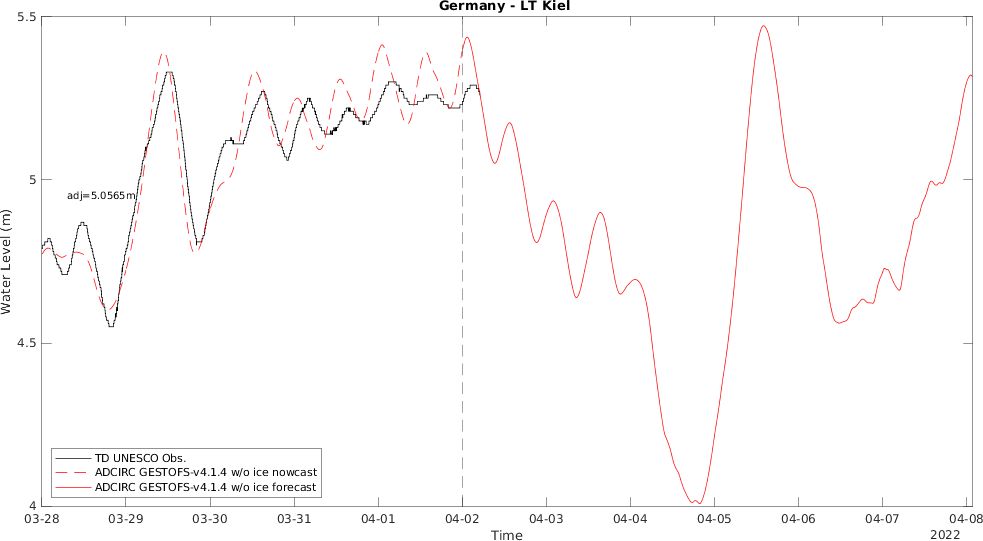 Germany - LT Kiel
5.5
5
4.5
4
Water Level (m)
adj=5.0565m
TD UNESCO Obs.
ADCIRC GESTOFS-v4.1.4 w/o ice nowcast
ADCIRC GESTOFS-v4.1.4 w/o ice forecast
03-28 03-29 03-30 03-31 04-01 04-02 04-03 04-04 04-05 04-06 04-07 04-08
Time
2022